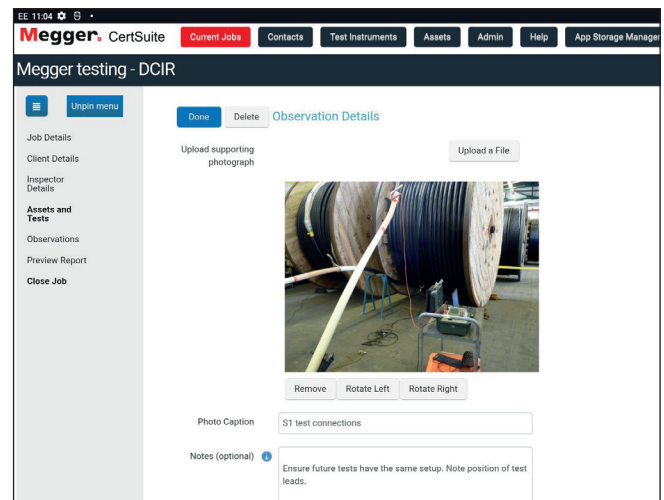 EE 11:04
Megger. CertSuite
Current Jobs
Contacts
Test Instruments
Assets
Admin
Help
App Storage Manager
Megger testing - DCIR
Unpin menu
Job Details
Client Details
Inspector
Details
Assets and
Tests
Observations
Preview Report
Close Job
Done
Delete
Observation Details
Upload supporting
photograph
Upload a File
Remove
Rotate Left
Rotate Right
Photo Caption
S1 test connections
Notes (optional)
Ensure future tests have the same setup. Note position of test
leads.